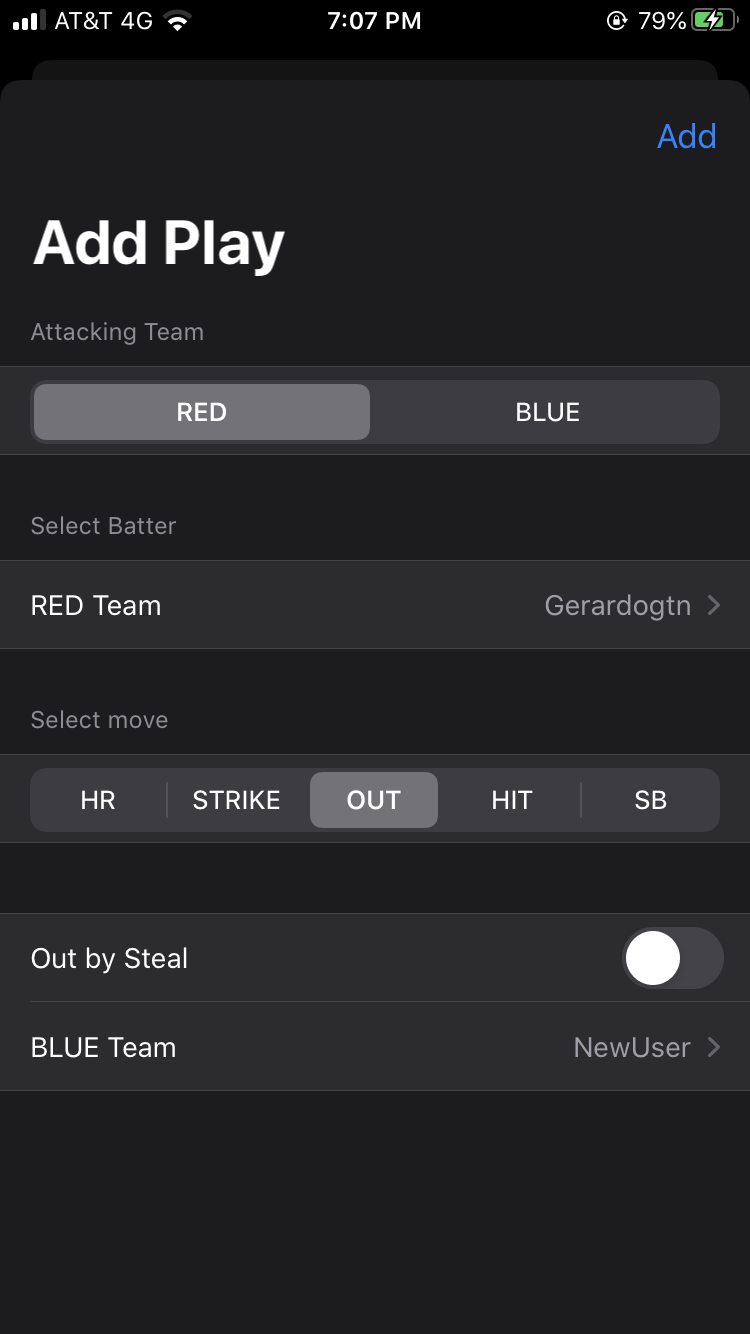 AT&T 4G 7:07 PM 79%
Add
Add Play
Attacking Team
RED BLUE
Select Batter
RED Team Gerardogtn
Select move
HR STRIKE OUT HIT SB
Out by Steal
BLUE Team NewUser